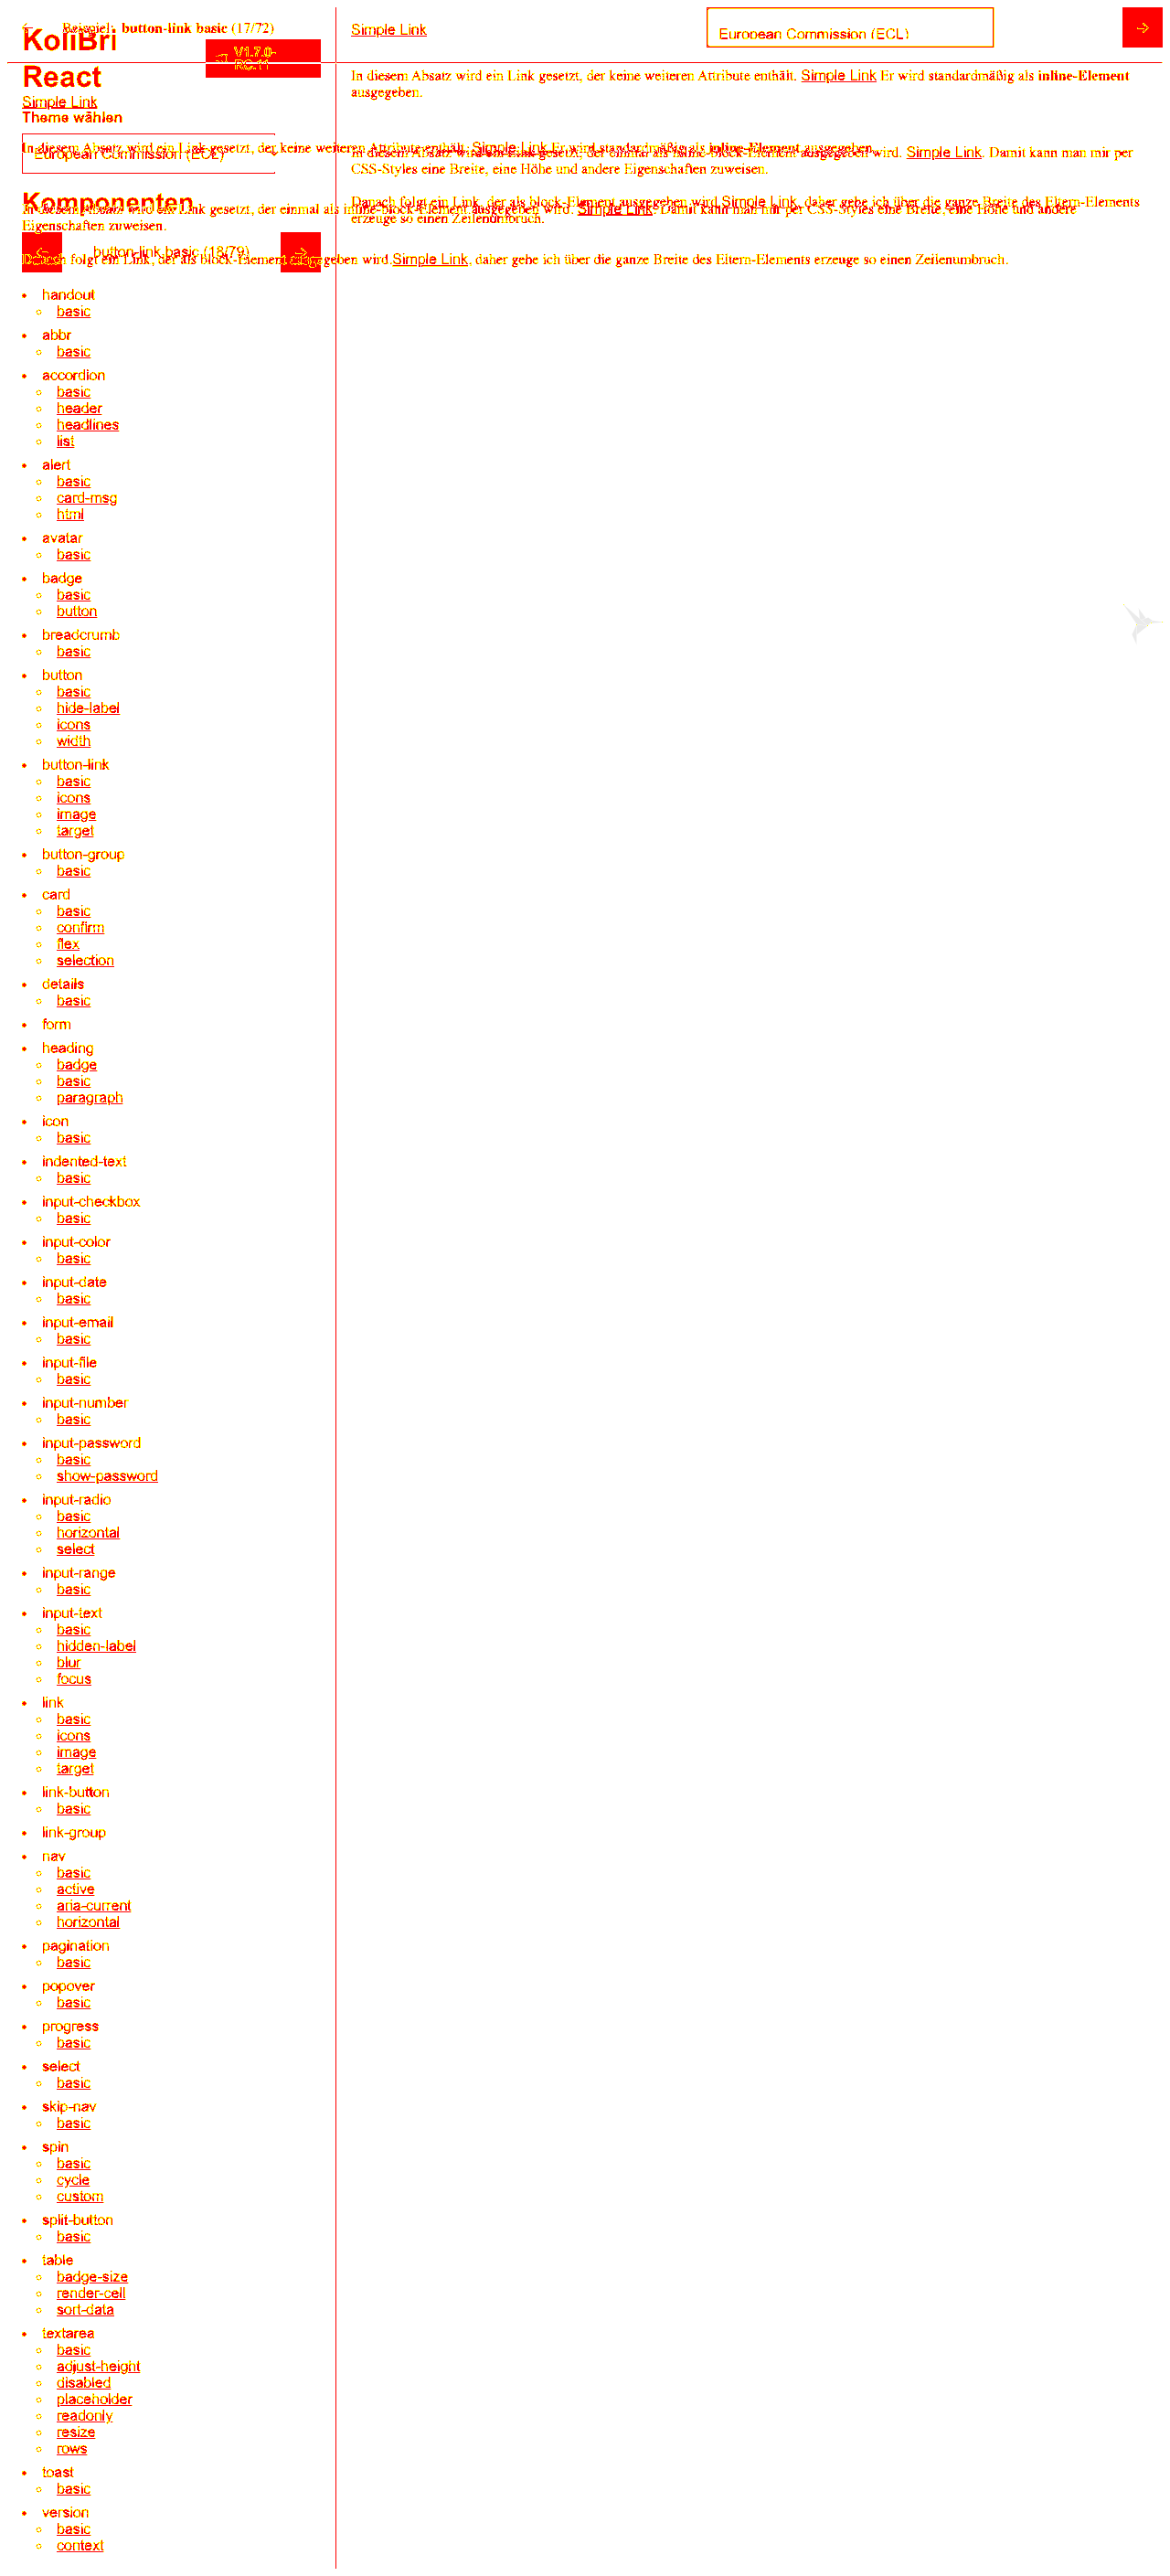 ← Beispiel: button-link basic (17/72)
KoliBri
React
V1.7.0-
RC.11
Simple Link
European Commission (ECL)
→
Simple Link
Theme wählen
In diesem Absatz wird ein Link gesetzt, der keine weiteren Attribute enthält. Simple Link Er wird standardmäßig als inline-Element
ausgegeben.
In diesem Absatz wird ein Link gesetzt, der keine weiteren Attribute enthält. Simple Link Er wird standardmäßig als inline-Element ausgegeben.
European Commission (ECL)
In diesem Absatz wird ein Link gesetzt, der einmal als inline-block-Element ausgegeben wird. Simple Link. Damit kann man mir per
CSS-Styles eine Breite, eine Höhe und andere Eigenschaften zuweisen.
Komponenten
In diesem Absatz wird ein Link gesetzt, der einmal als inline-block-Element ausgegeben wird. Simple Link. Damit kann man mir per CSS-Styles eine Breite, eine Höhe und andere
Eigenschaften zuweisen.
Danach folgt ein Link, der als block-Element ausgegeben wird.Simple Link, daher gehe ich über die ganze Breite des Eltern-Elements
erzeuge so einen Zeilenumbruch.
← button-link basic (18/79) →
Danach folgt ein Link, der als block-Element ausgegeben wird.Simple Link, daher gehe ich über die ganze Breite des Eltern-Elements erzeuge so einen Zeilenumbruch.
handout
basic
abbr
basic
accordion
basic
header
headlines
list
alert
basic
card-msg
html
avatar
basic
badge
basic
button
breadcrumb
basic
button
basic
hide-label
icons
width
button-link
basic
icons
image
target
button-group
basic
card
basic
confirm
flex
selection
details
basic
form
heading
badge
basic
paragraph
icon
basic
indented-text
basic
input-checkbox
basic
input-color
basic
input-date
basic
input-email
basic
input-file
basic
input-number
basic
input-password
basic
show-password
input-radio
basic
horizontal
select
input-range
basic
input-text
basic
hidden-label
blur
focus
link
basic
icons
image
target
link-button
basic
link-group
nav
basic
active
aria-current
horizontal
pagination
basic
popover
basic
progress
basic
select
basic
skip-nav
basic
spin
basic
cycle
custom
split-button
basic
table
badge-size
render-cell
sort-data
textarea
basic
adjust-height
disabled
placeholder
readonly
resize
rows
toast
basic
version
basic
context